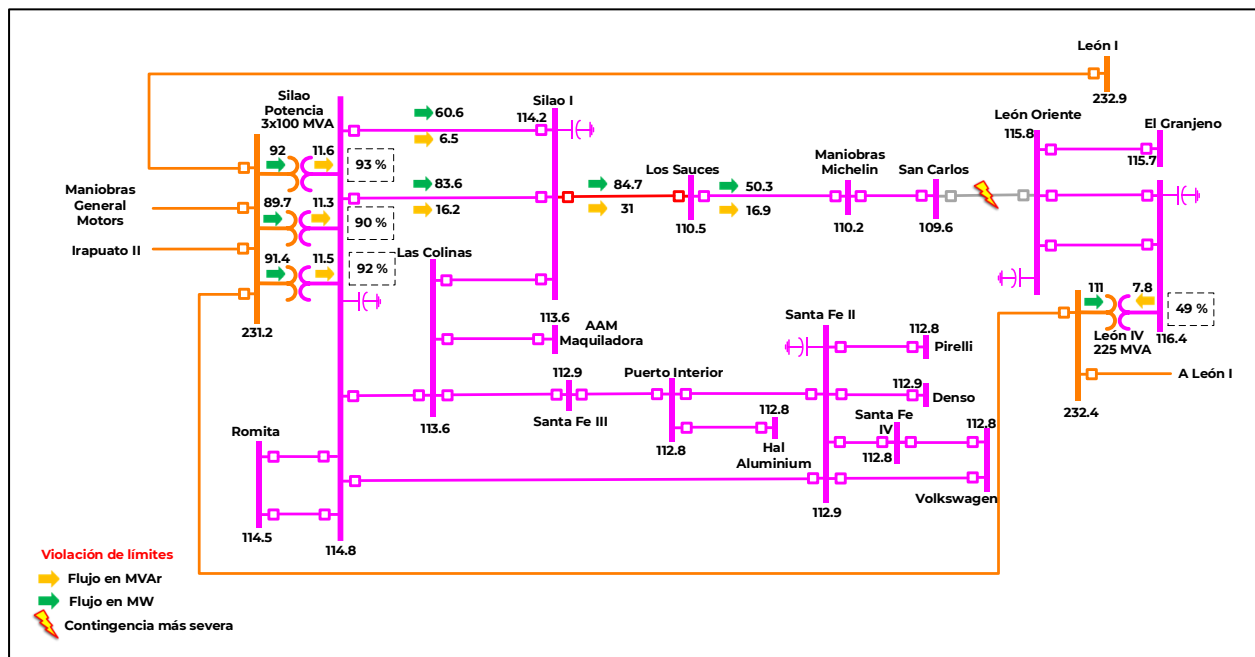 León I
232.9
Silao
Potencia
3x100 MVA
60.6
6.5
Silao I
114.2
León Oriente
115.8
El Granjeno
115.7
92
11.6
93 %
Maniobras
General
Motors
83.6
16.2
84.7
31
Los Sauces
110.5
50.3
16.9
Maniobras
Michelin
110.2
San Carlos
109.6
89.7
11.3
90 %
Irapuato II
91.4
11.5
92 %
231.2
Las Colinas
113.6
AAM
Maquiladora
113.6
Santa Fe II
112.8
Pirelli
111
7.8
49 %
León IV
225 MVA
116.4
A León I
232.4
112.9
Santa Fe III
Puerto Interior
112.8
112.9
Denso
Santa Fe
IV
112.8
112.8
Hal
Aluminium
112.8
Volkswagen
112.9
Romita
114.5
114.8
Violación de límites
Flujo en MVAr
Flujo en MW
Contingencia más severa